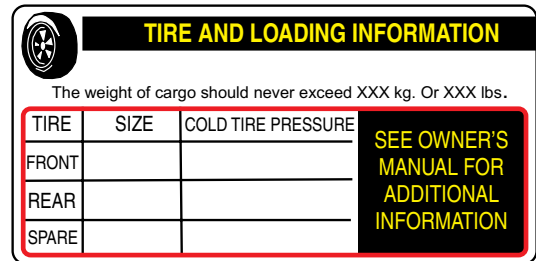 TIRE AND LOADING INFORMATION
The weight of cargo should never exceed XXX kg. Or XXX lbs.
TIRE SIZE COLD TIRE PRESSURE
FRONT
REAR
SPARE
SEE OWNER'S
MANUAL FOR
ADDITIONAL
INFORMATION